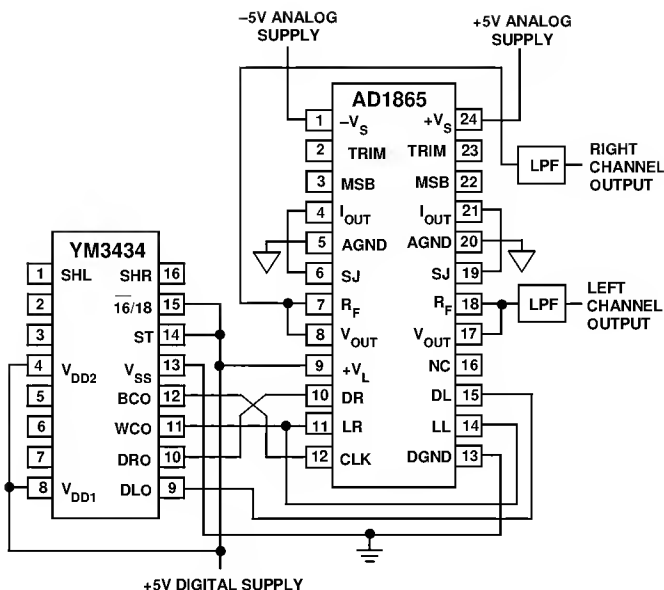 –5V ANALOG
SUPPLY
+5V ANALOG
SUPPLY
AD1865
1 –VS +VS 24
2 TRIM TRIM 23
3 MSB MSB 22
4 IOUT IOUT 21
5 AGND AGND 20
6 SJ SJ 19
7 RF RF 18
8 VOUT VOUT 17
9 +VL NC 16
10 DR DL 15
11 LR LL 14
12 CLK DGND 13
LPF
RIGHT
CHANNEL
OUTPUT
LPF
LEFT
CHANNEL
OUTPUT
YM3434
1 SHL SHR 16
2 16/18 15
3 ST 14
4 VDD2 VSS 13
5 BCO 12
6 WCO 11
7 DRO 10
8 VDD1 DLO 9
+5V DIGITAL SUPPLY